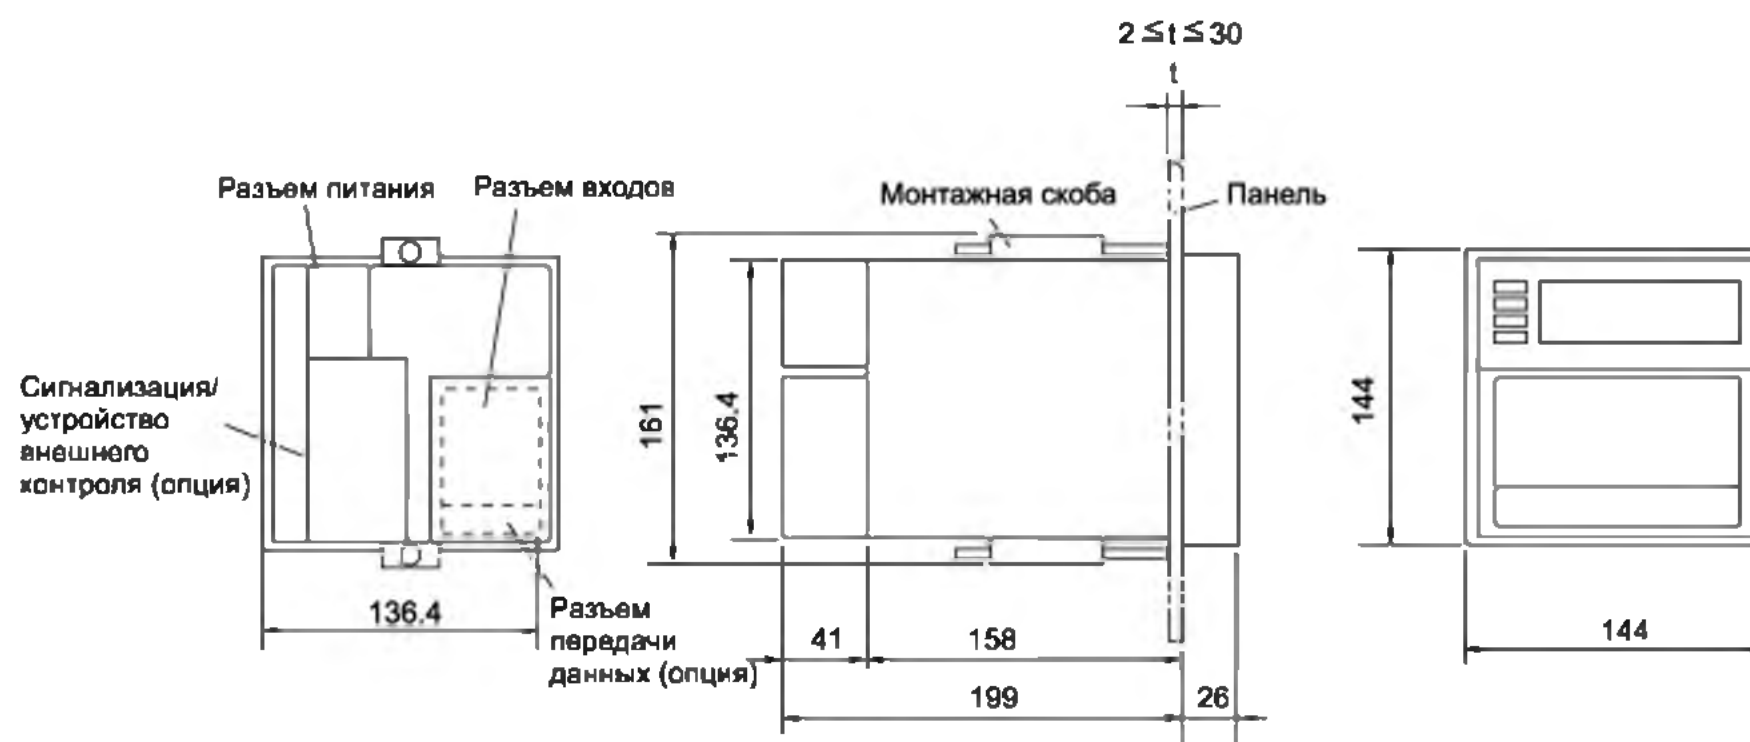 2 ≦t ≦ 30
t
Разъем питания
Разъем входов
Монтажная скоба
Панель
Сигнализация/
устройство
внешнего
контроля (опция)
161
136.4
144
136.4
Разъем
передачи
данных (опция)
41
158
144
199
26